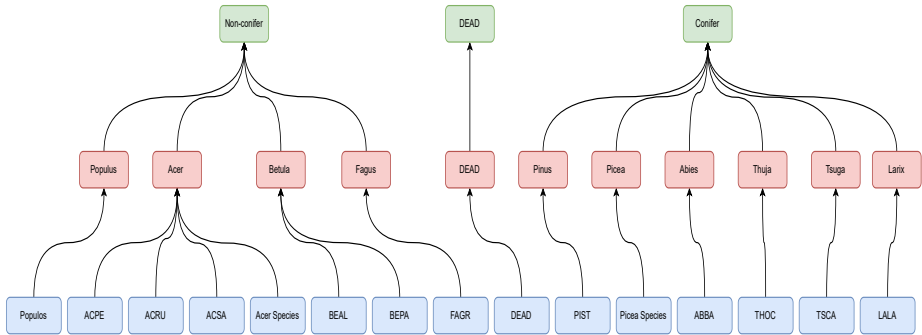 Non-conifer
DEAD
Conifer
Populus
Acer
Betula
Fagus
DEAD
Pinus
Picea
Abies
Thuja
Tsuga
Larix
Populos
ACPE
ACRU
ACSA
Acer Species
BEAL
BEPA
FAGR
DEAD
PIST
Picea Species
ABBA
THOC
TSCA
LALA